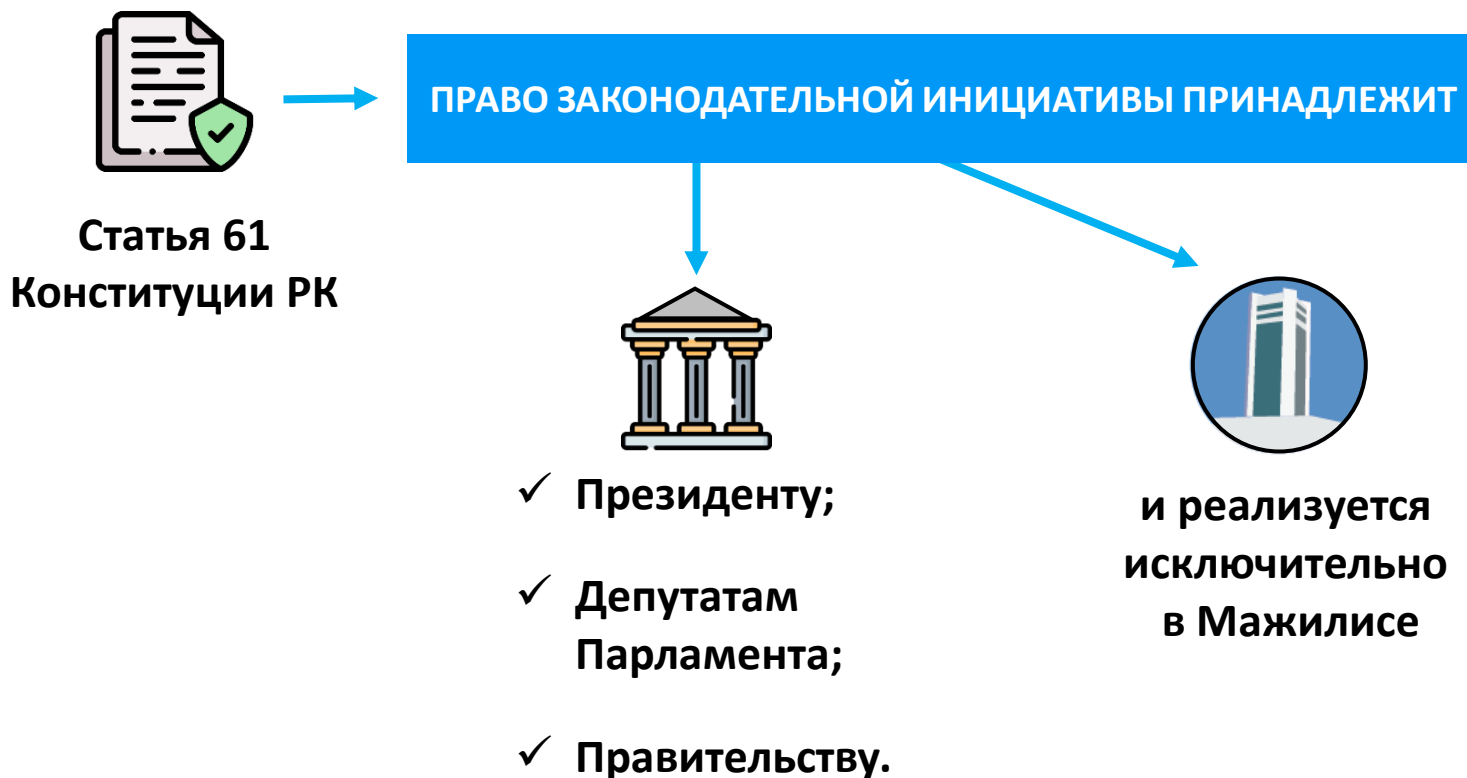 ПРАВО ЗАКОНОДАТЕЛЬНОЙ ИНИЦИАТИВЫ ПРИНАДЛЕЖИТ
Статья 61
Конституции РК
✓ Президенту;
✓ Депутатам
Парламента;
✓ Правительству.
и реализуется
исключительно
в Мажилисе